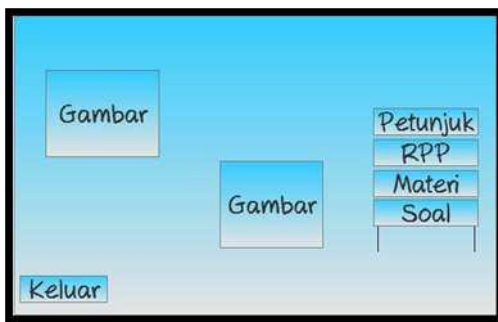 Gambar
Gambar
Petunjuk
RPP
Materi
Soal
Keluar